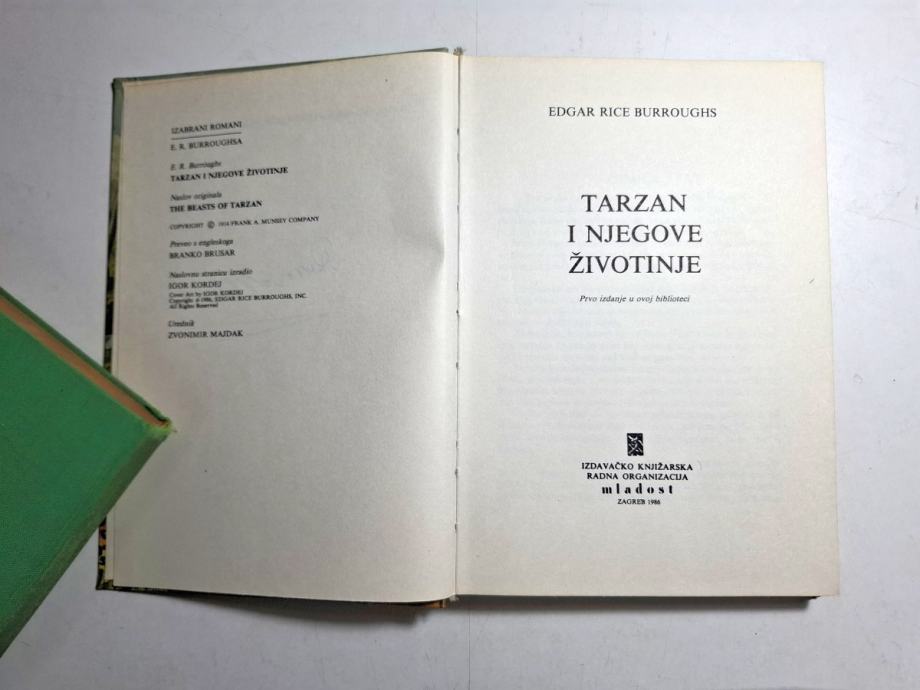 IZABRANI ROMANI
E. R. BURROUGHSA
E. R. Burroughs
TARZAN I NJEGOVE ŽIVOTINJE
Naslov originala
THE BEASTS OF TARZAN
COPYRIGHT © 1914 FRANK A. MUNSEY COMPANY
Preveo s engleskoga
BRANKO BRUSAR
Naslovnu stranicu izradio
IGOR KORDEJ
Cover Art by IGOR KORDEJ
Copyright © 1986, EDGAR RICE BURROUGHS, INC.
All Rights Reserved
Urednik
ZVONIMIR MAJDAK
EDGAR RICE BURROUGHS
TARZAN
I NJEGOVE
ŽIVOTINJE
Prvo izdanje u ovoj biblioteci
IZDAVAČKO KNJIŽARSKA
RADNA ORGANIZACIJA
mladost
ZAGREB 1986